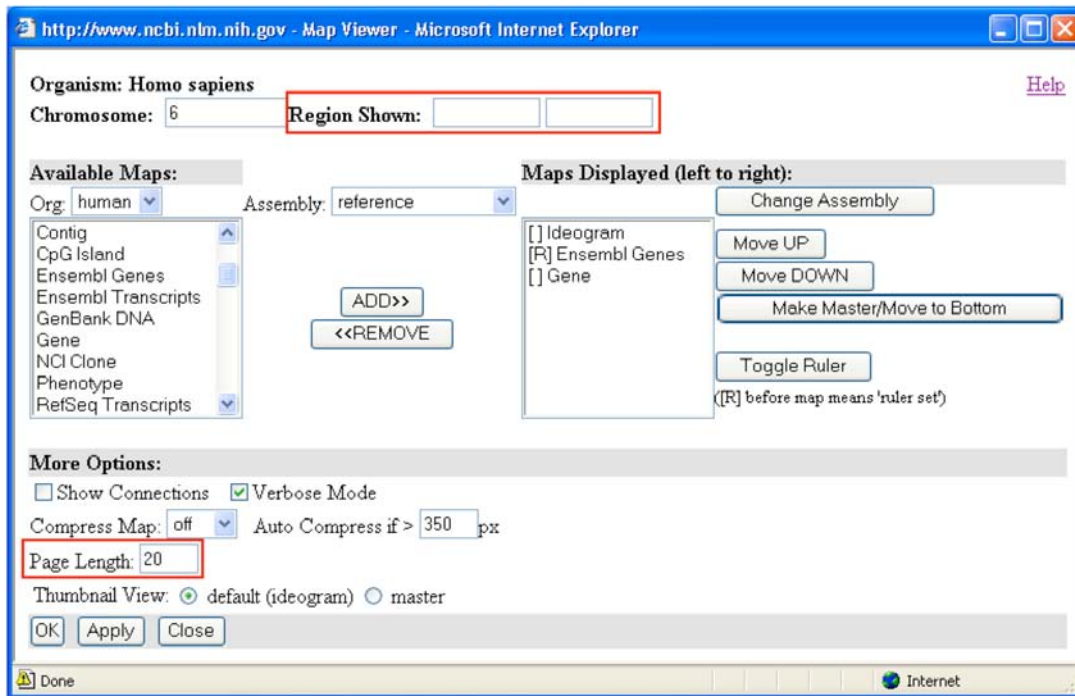 http://www.ncbi.nlm.nih.gov - Map Viewer - Microsoft Internet Explorer
Organism: Homo sapiens Help
Chromosome: 6 Region Shown:
Available Maps: Maps Displayed (left to right):
Org: human Assembly: reference Change Assembly
Contig
CpG Island
Ensembl Genes
Ensembl Transcripts
GenBank DNA
Gene
NCI Clone
Phenotype
RefSeq Transcripts
ADD>>
<<REMOVE
[ ] Ideogram
[R] Ensembl Genes
[ ] Gene
Move UP
Move DOWN
Make Master/Move to Bottom
Toggle Ruler
([R] before map means 'ruler set')
More Options:
Show Connections Verbose Mode
Compress Map: off Auto Compress if > 350 px
Page Length: 20
Thumbnail View: default (ideogram) master
OK Apply Close
Done Internet